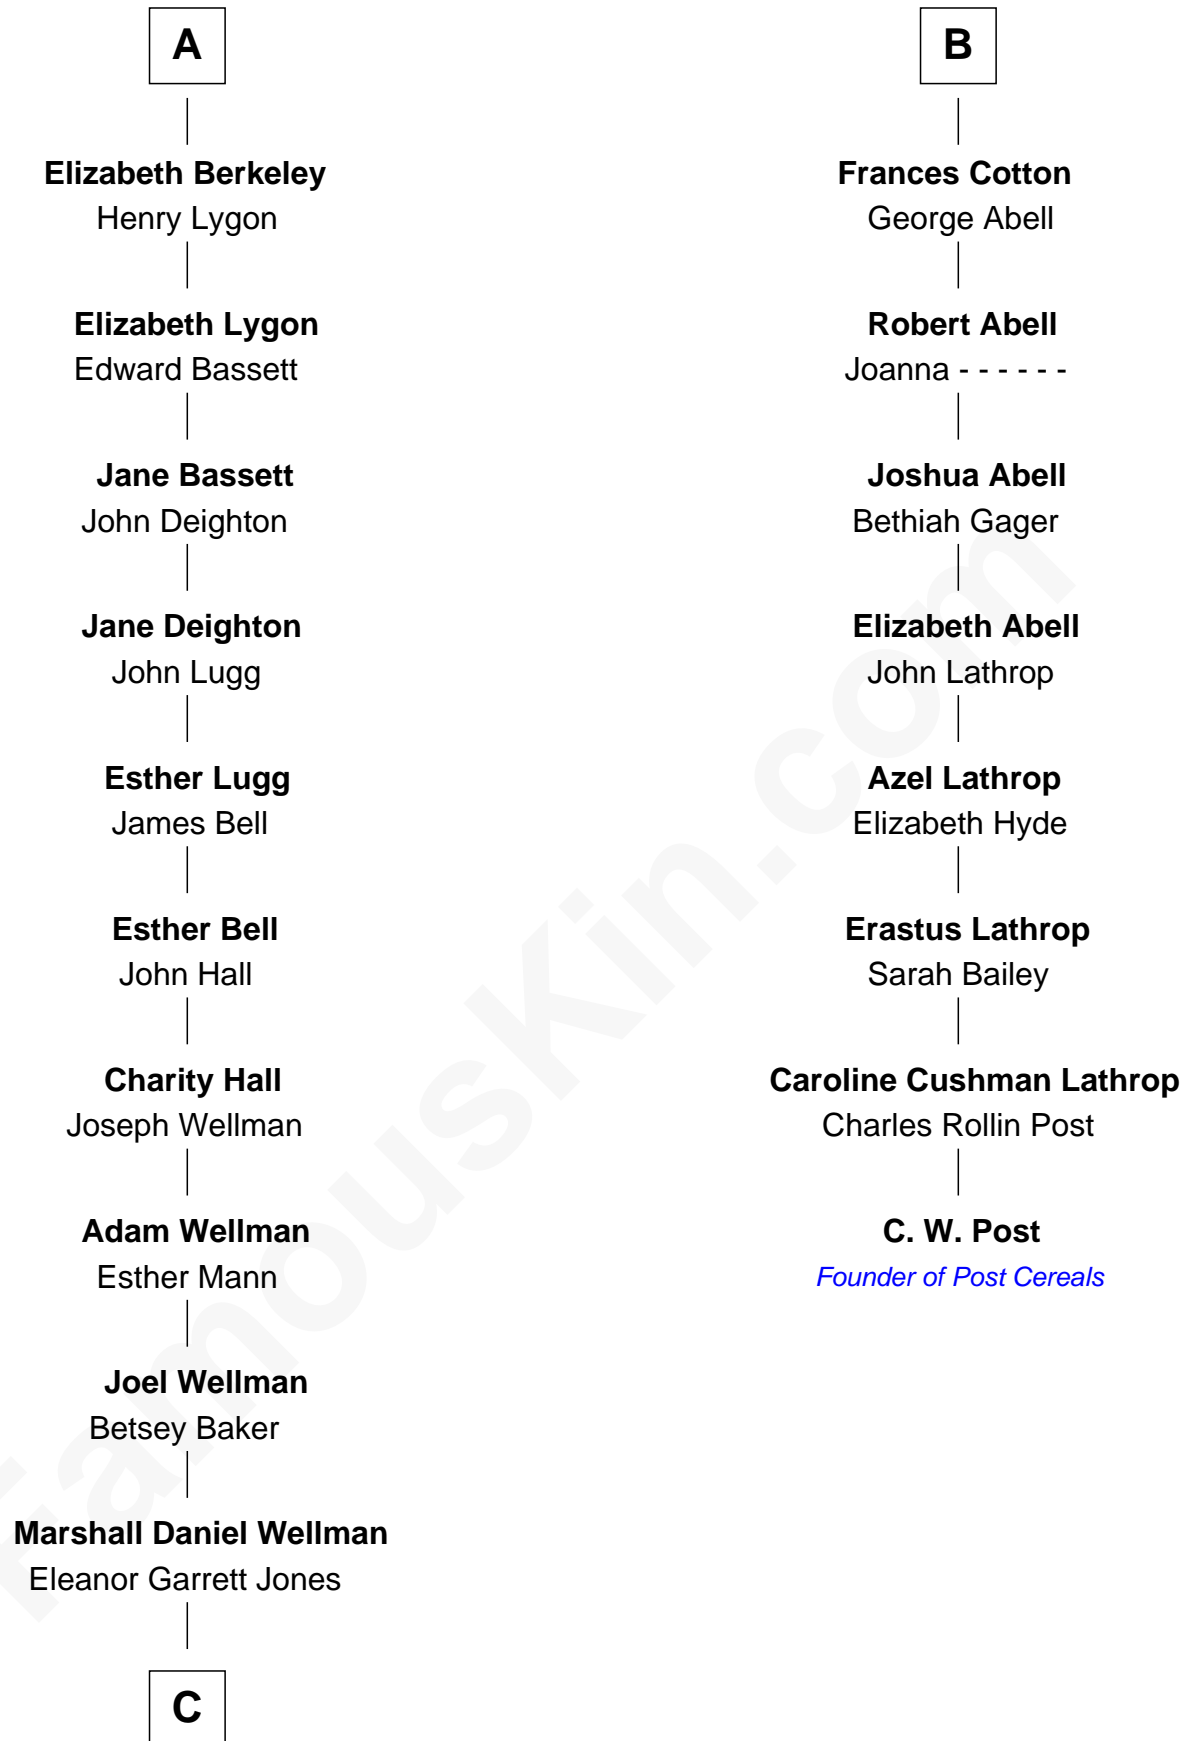 A
Elizabeth Berkeley
Henry Lygon
Elizabeth Lygon
Edward Bassett
Jane Bassett
John Deighton
Jane Deighton
John Lugg
Esther Lugg
James Bell
Esther Bell
John Hall
Charity Hall
Joseph Wellman
Adam Wellman
Esther Mann
Joel Wellman
Betsey Baker
Marshall Daniel Wellman
Eleanor Garrett Jones
C
B
Frances Cotton
George Abell
Robert Abell
Joanna - - - - - -
Joshua Abell
Bethiah Gager
Elizabeth Abell
John Lathrop
Azel Lathrop
Elizabeth Hyde
Erastus Lathrop
Sarah Bailey
Caroline Cushman Lathrop
Charles Rollin Post
C. W. Post
Founder of Post Cereals
FamousKin.com